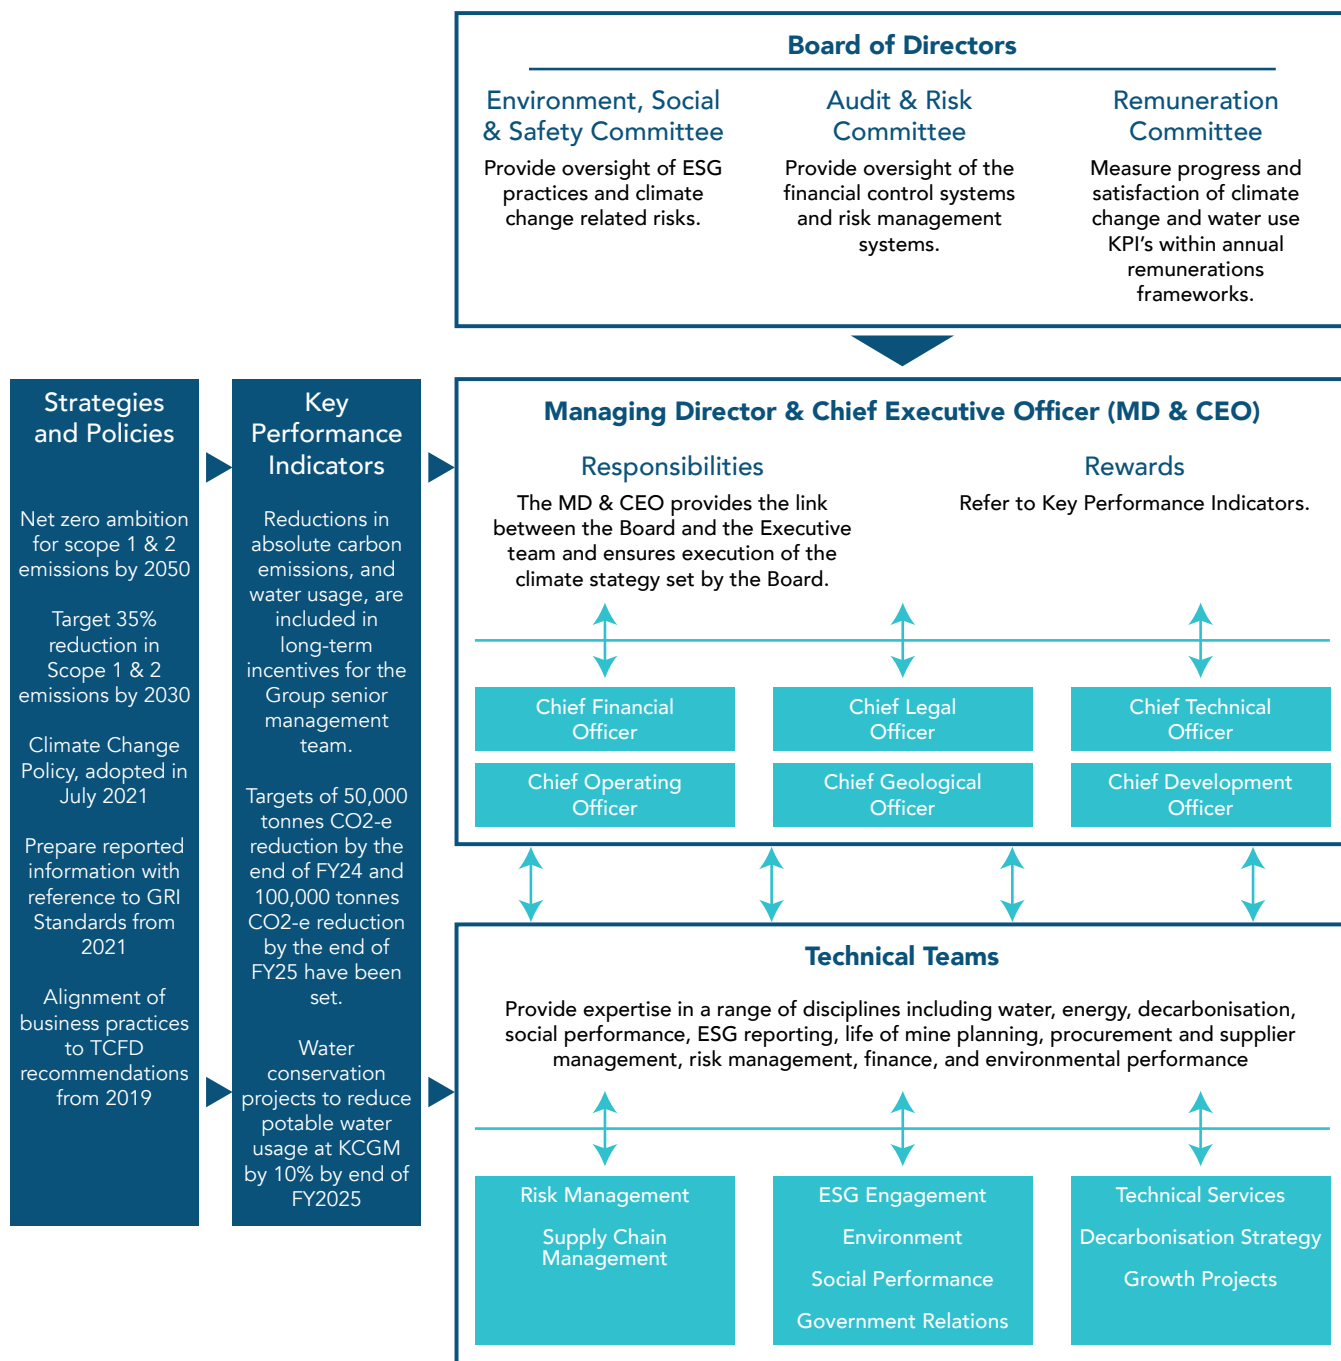 Board of Directors
Environment, Social
& Safety Committee
Provide oversight of ESG
practices and climate
change related risks.
Audit & Risk
Committee
Provide oversight of the
financial control systems
and risk management
systems.
Remuneration
Committee
Measure progress and
satisfaction of climate
change and water use
KPI's within annual
remunerations
frameworks.
Strategies
and Policies
Net zero ambition
for scope 1 & 2
emissions by 2050
Target 35%
reduction in
Scope 1 & 2
emissions by 2030
Climate Change
Policy, adopted in
July 2021
Prepare reported
information with
reference to GRI
Standards from
2021
Alignment of
business practices
to TCFD
recommendations
from 2019
Key
Performance
Indicators
Reductions in
absolute carbon
emissions, and
water usage, are
included in
long-term
incentives for the
Group senior
management
team.
Targets of 50,000
tonnes CO2-e
reduction by the
end of FY24 and
100,000 tonnes
CO2-e reduction
by the end of
FY25 have been
set.
Water
conservation
projects to reduce
potable water
usage at KCGM
by 10% by end of
FY2025
Managing Director & Chief Executive Officer (MD & CEO)
Responsibilities
The MD & CEO provides the link
between the Board and the Executive
team and ensures execution of the
climate stategy set by the Board.
Rewards
Refer to Key Performance Indicators.
Chief Financial
Officer
Chief Legal
Officer
Chief Technical
Officer
Chief Operating
Officer
Chief Geological
Officer
Chief Development
Officer
Technical Teams
Provide expertise in a range of disciplines including water, energy, decarbonisation,
social performance, ESG reporting, life of mine planning, procurement and supplier
management, risk management, finance, and environmental performance
Risk Management
Supply Chain
Management
ESG Engagement
Environment
Social Performance
Government Relations
Technical Services
Decarbonisation Strategy
Growth Projects